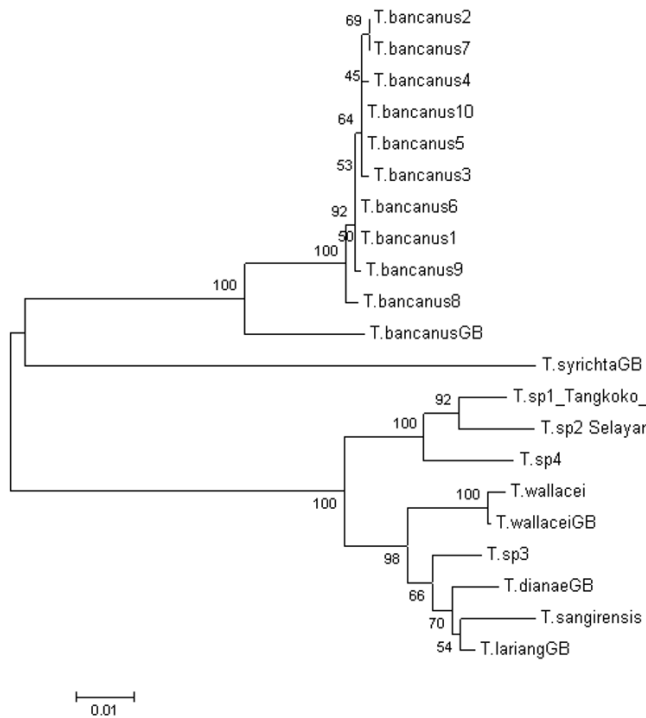 69
T.bancanus2
T.bancanus7
45
T.bancanus4
64
T.bancanus10
T.bancanus5
53
T.bancanus3
92
T.bancanus6
50
T.bancanus1
100
T.bancanus9
100
T.bancanus8
T.bancanusGB
T.syrichtaGB
92
T.sp1_Tangkoko_
100
T.sp2 Selayar
T.sp4
100
100
T.wallacei
T.wallaceiGB
98
T.sp3
66
T.dianaeGB
70
T.sangirensis
54
T.lariangGB
0.01